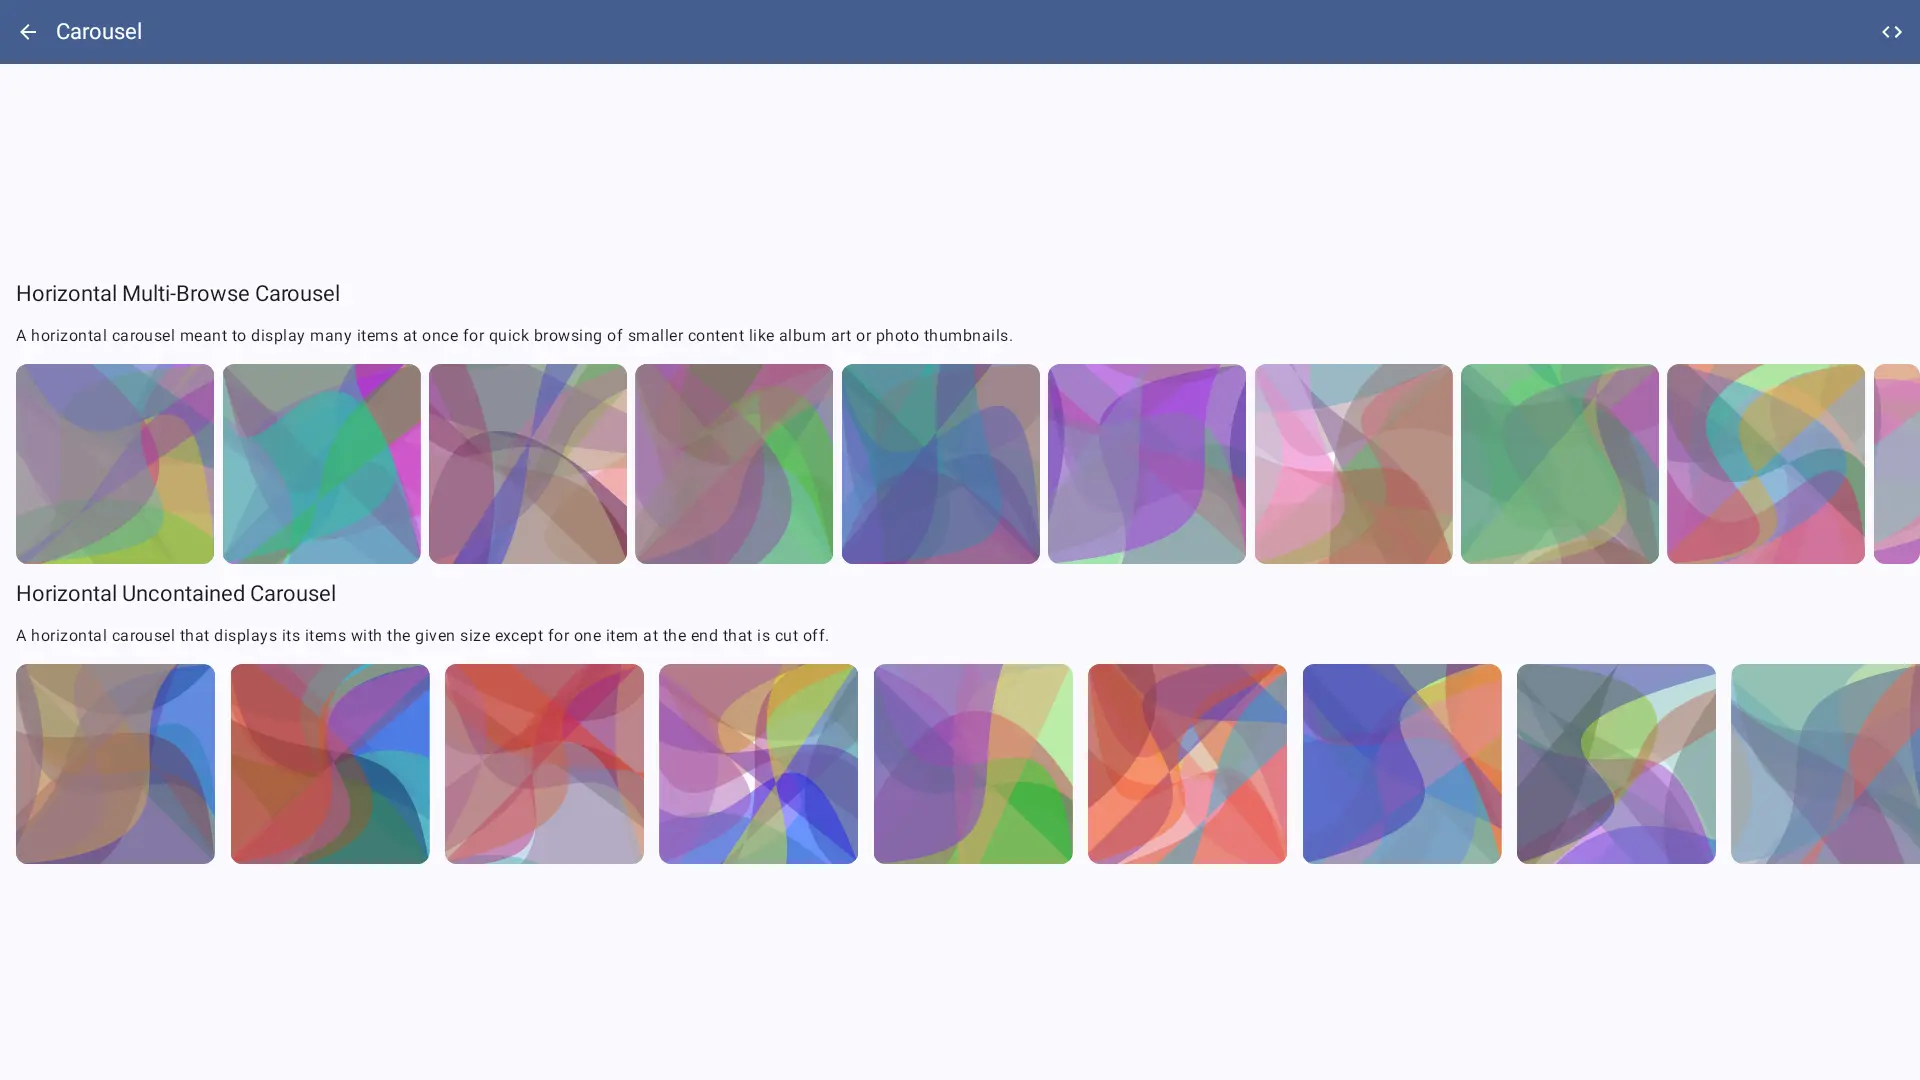 Carousel
Horizontal Multi-Browse Carousel
A horizontal carousel meant to display many items at once for quick browsing of smaller content like album art or photo thumbnails.
Horizontal Uncontained Carousel
A horizontal carousel that displays its items with the given size except for one item at the end that is cut off.